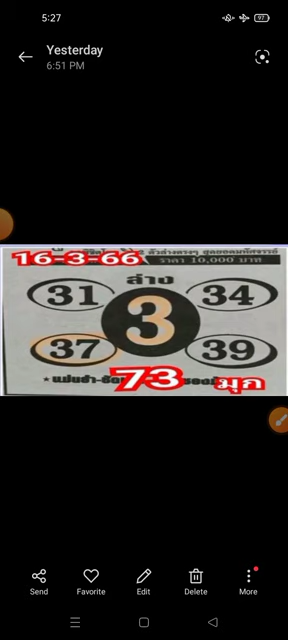 5:27
97
Yesterday
6:51 PM
16-3-66
ราคา 10,000 บาท
ล่าง
31
34
3
37
39
73
มุก
Send
Favorite
Edit
Delete
More